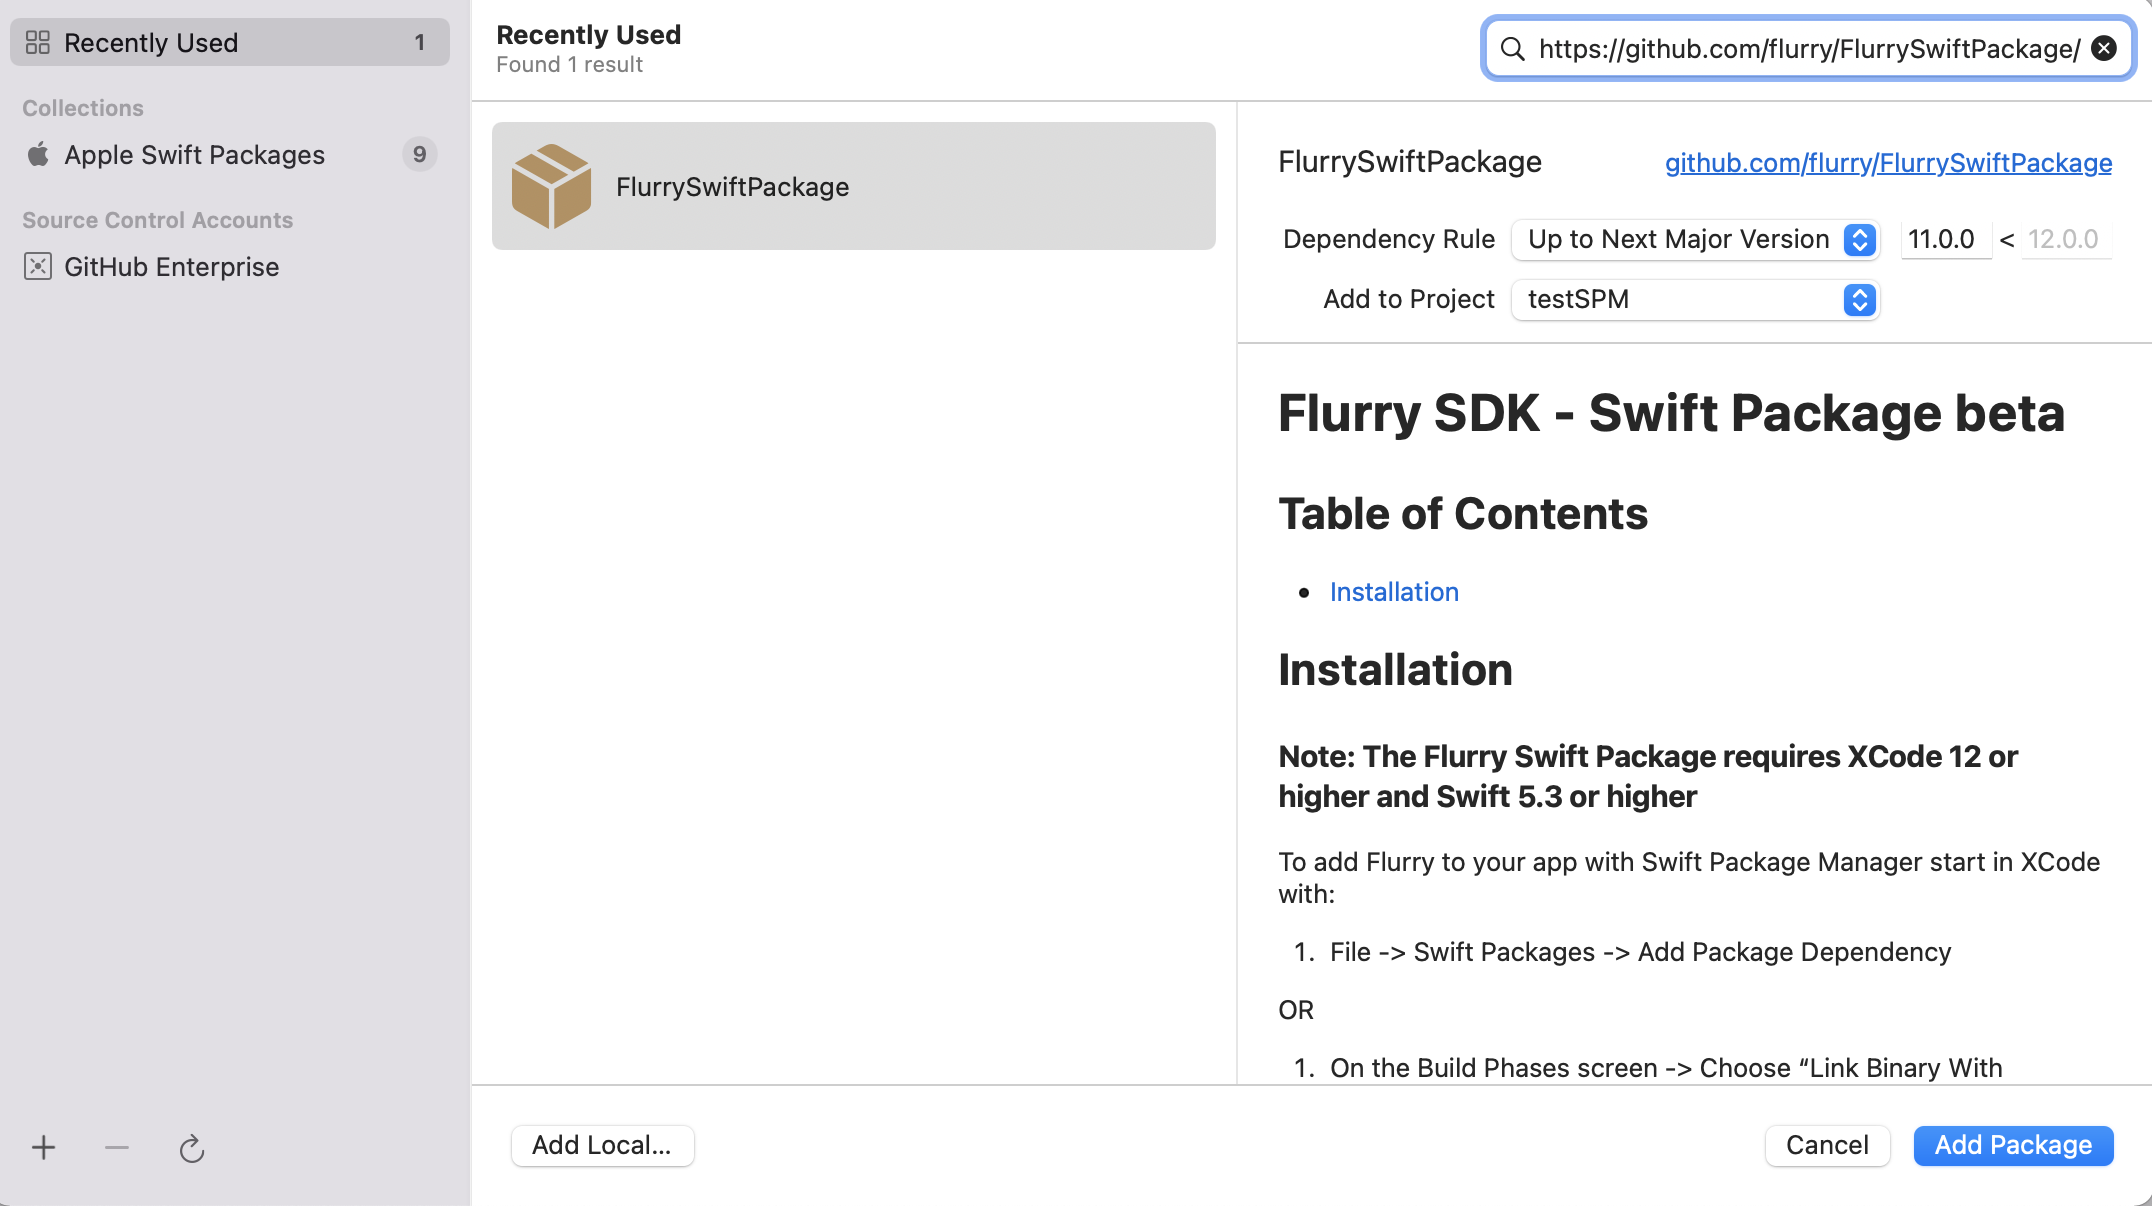 Recently Used 1
Collections
Apple Swift Packages 9
Source Control Accounts
GitHub Enterprise
Recently Used
Found 1 result
https://github.com/flurry/FlurrySwiftPackage/
FlurrySwiftPackage
FlurrySwiftPackage github.com/flurry/FlurrySwiftPackage
Dependency Rule Up to Next Major Version 11.0.0 < 12.0.0
Add to Project testSPM
Flurry SDK - Swift Package beta
Table of Contents
• Installation
Installation
Note: The Flurry Swift Package requires XCode 12 or
higher and Swift 5.3 or higher
To add Flurry to your app with Swift Package Manager start in XCode
with:
1. File -> Swift Packages -> Add Package Dependency
OR
1. On the Build Phases screen -> Choose “Link Binary With
Add Local... Cancel Add Package